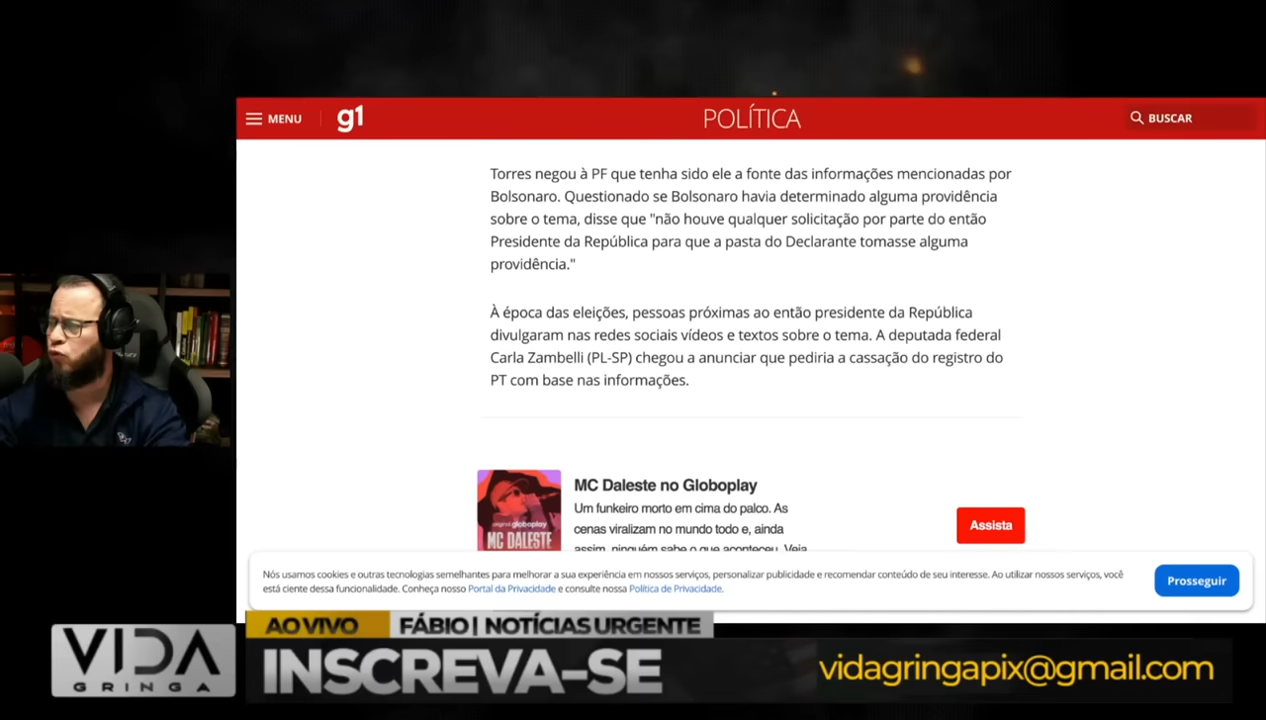 MENU
g1
POLÍTICA
BUSCAR
Torres negou à PF que tenha sido ele a fonte das informações mencionadas por
Bolsonaro. Questionado se Bolsonaro havia determinado alguma providência
sobre o tema, disse que "não houve qualquer solicitação por parte do então
Presidente da República para que a pasta do Declarante tomasse alguma
providência."
À época das eleições, pessoas próximas ao então presidente da República
divulgaram nas redes sociais vídeos e textos sobre o tema. A deputada federal
Carla Zambelli (PL-SP) chegou a anunciar que pediria a cassação do registro do
PT com base nas informações.
original globoplay
MC DALESTE
MC Daleste no Globoplay
Um funkeiro morto em cima do palco. As
cenas viralizam no mundo todo e, ainda
assim, ninguém sabe o que aconteceu. Veja
Assista
Nós usamos cookies e outras tecnologias semelhantes para melhorar a sua experiência em nossos serviços, personalizar publicidade e recomendar conteúdo de seu interesse. Ao utilizar nossos serviços, você
está ciente dessa funcionalidade. Conheça nosso Portal da Privacidade e consulte nossa Política de Privacidade.
Prosseguir
VIDA
GRINGA
AO VIVO
FÁBIO | NOTÍCIAS URGENTE
INSCREVA-SE
vidagringapix@gmail.com